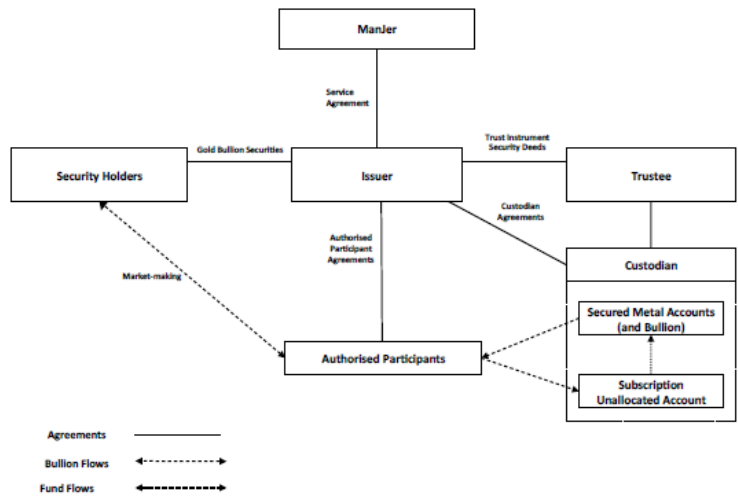 ManJer
Service
Agreement
Gold Bullion Securities
Trust Instrument
Security Deeds
Security Holders
Issuer
Trustee
Custodian
Agreements
Authorised
Participant
Agreements
Custodian
Market-making
Secured Metal Accounts
(and Bullion)
Authorised Participants
Subscription
Unallocated Account
Agreements
Bullion Flows
Fund Flows